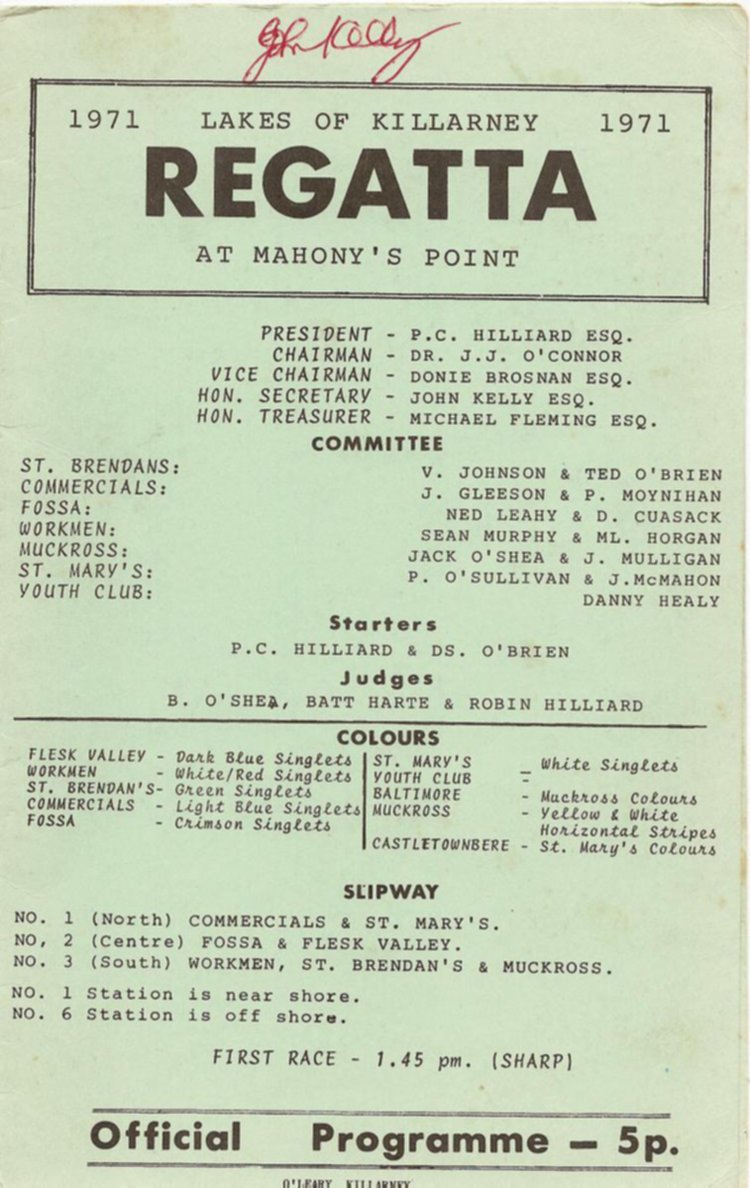 John Kelly
1971 LAKES OF KILLARNEY 1971
REGATTA
AT MAHONY'S POINT
PRESIDENT - P.C. HILLIARD ESQ.
CHAIRMAN - DR. J.J. O'CONNOR
VICE CHAIRMAN - DONIE BROSNAN ESQ.
HON. SECRETARY - JOHN KELLY ESQ.
HON. TREASURER - MICHAEL FLEMING ESQ.
COMMITTEE
ST. BRENDANS: V. JOHNSON & TED O'BRIEN
COMMERCIALS: J. GLEESON & P. MOYNIHAN
FOSSA: NED LEAHY & D. CUASACK
WORKMEN: SEAN MURPHY & ML. HORGAN
MUCKROSS: JACK O'SHEA & J. MULLIGAN
ST. MARY'S: P. O'SULLIVAN & J.McMAHON
YOUTH CLUB: DANNY HEALY
Starters
P.C. HILLIARD & DS. O'BRIEN
Judges
B. O'SHEA, BATT HARTE & ROBIN HILLIARD
COLOURS
FLESK VALLEY - Dark Blue Singlets
WORKMEN - White/Red Singlets
ST. BRENDAN'S- Green Singlets
COMMERCIALS - Light Blue Singlets
FOSSA - Crimson Singlets
ST. MARY'S - White Singlets
YOUTH CLUB -
BALTIMORE - Muckross Colours
MUCKROSS - Yellow & White
Horizontal Stripes
CASTLETOWNBERE - St. Mary's Colours
SLIPWAY
NO. 1 (North) COMMERCIALS & ST. MARY'S.
NO, 2 (Centre) FOSSA & FLESK VALLEY.
NO. 3 (South) WORKMEN, ST. BRENDAN'S & MUCKROSS.
NO. 1 Station is near shore.
NO. 6 Station is off shore.
FIRST RACE - 1.45 pm. (SHARP)
Official Programme - 5p.
O'LEARY KILLARNEY